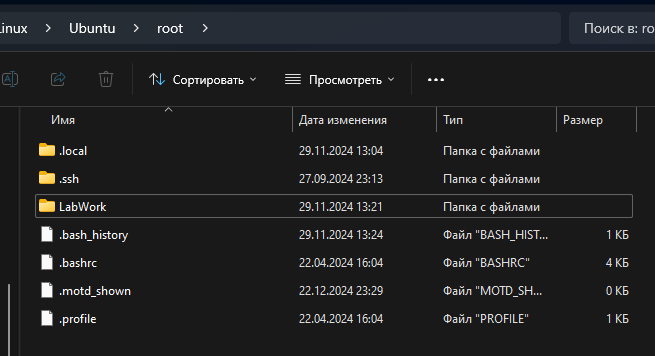 Linux > Ubuntu > root > Поиск в: ro
Сортировать Просмотреть ...
Имя Дата изменения Тип Размер
.local 29.11.2024 13:04 Папка с файлами
.ssh 27.09.2024 23:13 Папка с файлами
LabWork 29.11.2024 13:21 Папка с файлами
.bash_history 29.11.2024 13:24 Файл "BASH_HIST... 1 КБ
.bashrc 22.04.2024 16:04 Файл "BASHRC" 4 КБ
.motd_shown 22.12.2024 23:29 Файл "MOTD_SH... 0 КБ
.profile 22.04.2024 16:04 Файл "PROFILE" 1 КБ